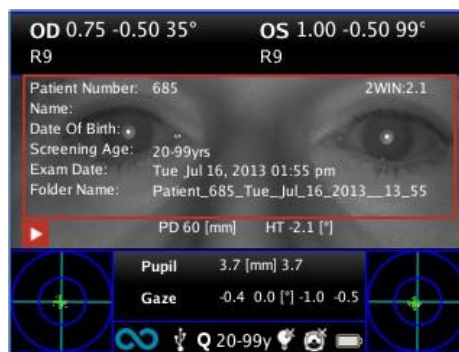 OD 0.75 -0.50 35° OS 1.00 -0.50 99°
R9 R9
Patient Number: 685 2WIN:2.1
Name:
Date Of Birth:
Screening Age: 20-99yrs
Exam Date: Tue Jul 16, 2013 01:55 pm
Folder Name: Patient_685_Tue_Jul_16_2013__13_55
PD 60 [mm] HT -2.1 [°]
Pupil 3.7 [mm] 3.7
Gaze -0.4 0.0 [°] -1.0 -0.5
Q 20-99y